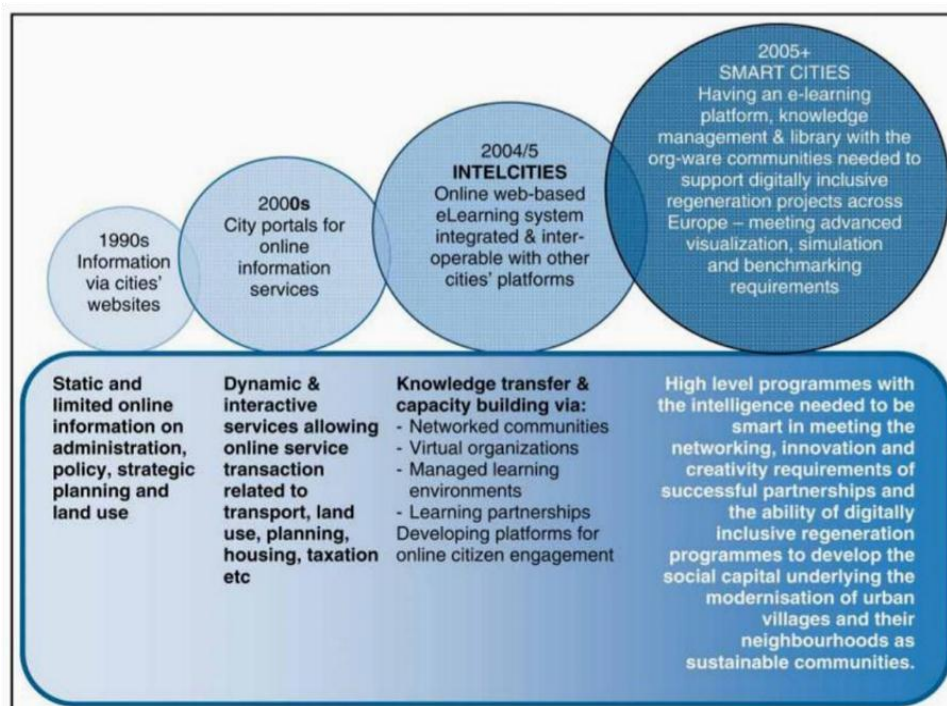 1990s
Information
via cities'
websites
2000s
City portals for
online
information
services
2004/5
INTELCITIES
Online web-based
eLearning system
integrated & inter-
operable with other
cities' platforms
2005+
SMART CITIES
Having an e-learning
platform, knowledge
management & library with the
org-ware communities needed to
support digitally inclusive
regeneration projects across
Europe – meeting advanced
visualization, simulation
and benchmarking
requirements
Static and
limited online
information on
administration,
policy, strategic
planning and
land use
Dynamic &
interactive
services allowing
online service
transaction
related to
transport, land
use, planning,
housing, taxation
etc
Knowledge transfer &
capacity building via:
- Networked communities
- Virtual organizations
- Managed learning
environments
- Learning partnerships
Developing platforms for
online citizen engagement
High level programmes with
the intelligence needed to be
smart in meeting the
networking, innovation and
creativity requirements of
successful partnerships and
the ability of digitally
inclusive regeneration
programmes to develop the
social capital underlying the
modernisation of urban
villages and their
neighbourhoods as
sustainable communities.